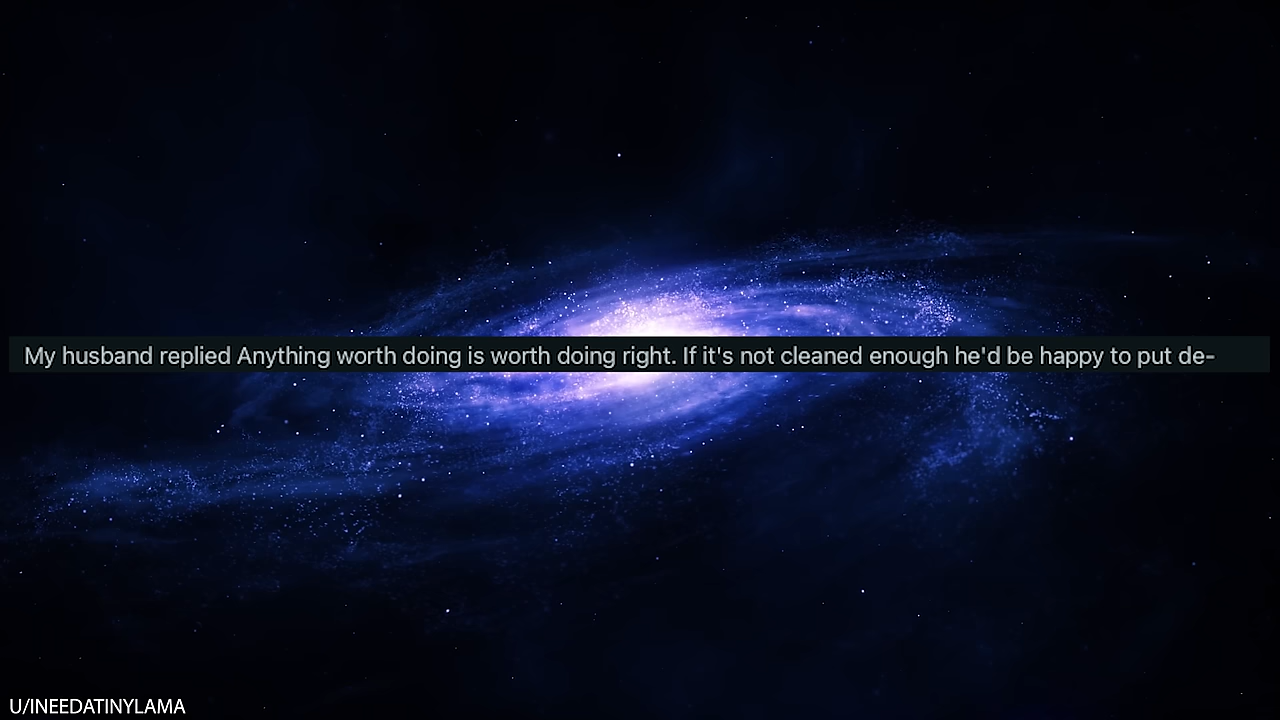 My husband replied Anything worth doing is worth doing right. If it's not cleaned enough he'd be happy to put de-
U/INEEDATINYLAMA